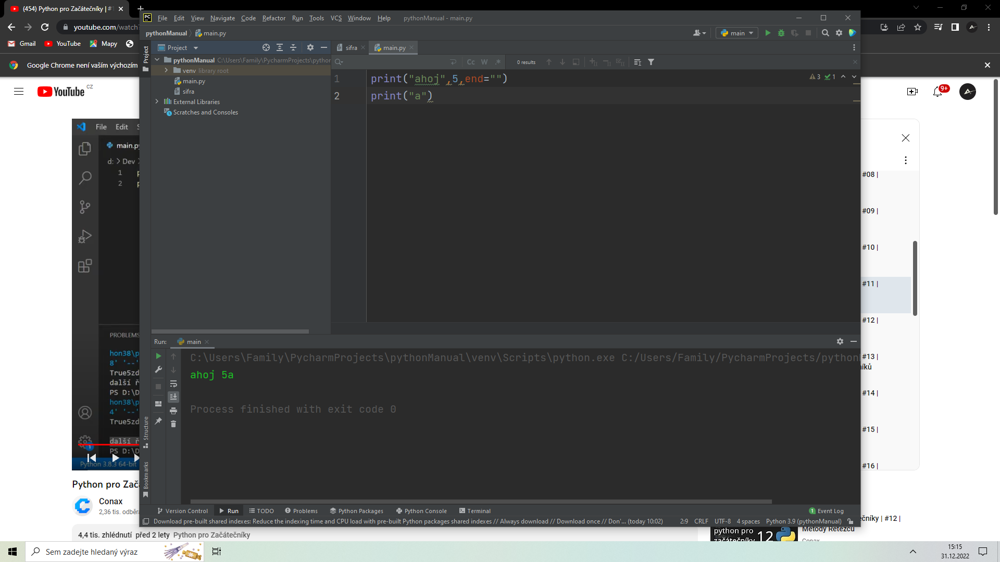 (454) Python pro Začátečníky | #1
youtube.com/watch?
Gmail
YouTube
Mapy
Google Chrome není vaším výchozím
YouTube CZ
9+
PC
File Edit View Navigate Code Refactor Run Tools VCS Window Help pythonManual - main.py
pythonManual
main.py
main
Project
Project
sifra
main.py
pythonManual C:\Users\Family\PycharmProjects\python
venv library root
main.py
sifra
External Libraries
Scratches and Consoles
Cc W .* 0 results
1 print("ahoj",5,end="")
2 print("a")
3 1
File Edit S
main.py
d: > Dev >
1 p
2 p
PROBLEMS
hon38\p
8' '--'
True5zd
další ř
PS D:\D
hon38\p
4' '--'
True5zd
další ř
PS D:\D
1
Python 3.8.3 64-bit
Run: main
C:\Users\Family\PycharmProjects\pythonManual\venv\Scripts\python.exe C:/Users/Family/PycharmProjects/python
ahoj 5a
Process finished with exit code 0
Structure
Bookmarks
Version Control Run TODO Problems Python Packages Python Console Terminal 1 Event Log
Download pre-built shared indexes: Reduce the indexing time and CPU load with pre-built Python packages shared indexes // Always download // Download once // Don'... (today 10:02) 2:9 CRLF UTF-8 4 spaces Python 3.9 (pythonManual)
#08 |
#09 |
#10 |
#11 |
#12 |
#13 |
íků
#14 |
#15 |
#16 |
Python pro Zač
Conax
2,36 tis. odběra
4,4 tis. zhlédnutí před 2 lety Python pro Začátečníky
python pro
začátečníky 12
čníky | #12 |
Metody Řetězců
Conax
Sem zadejte hledaný výraz
15:15
31.12.2022